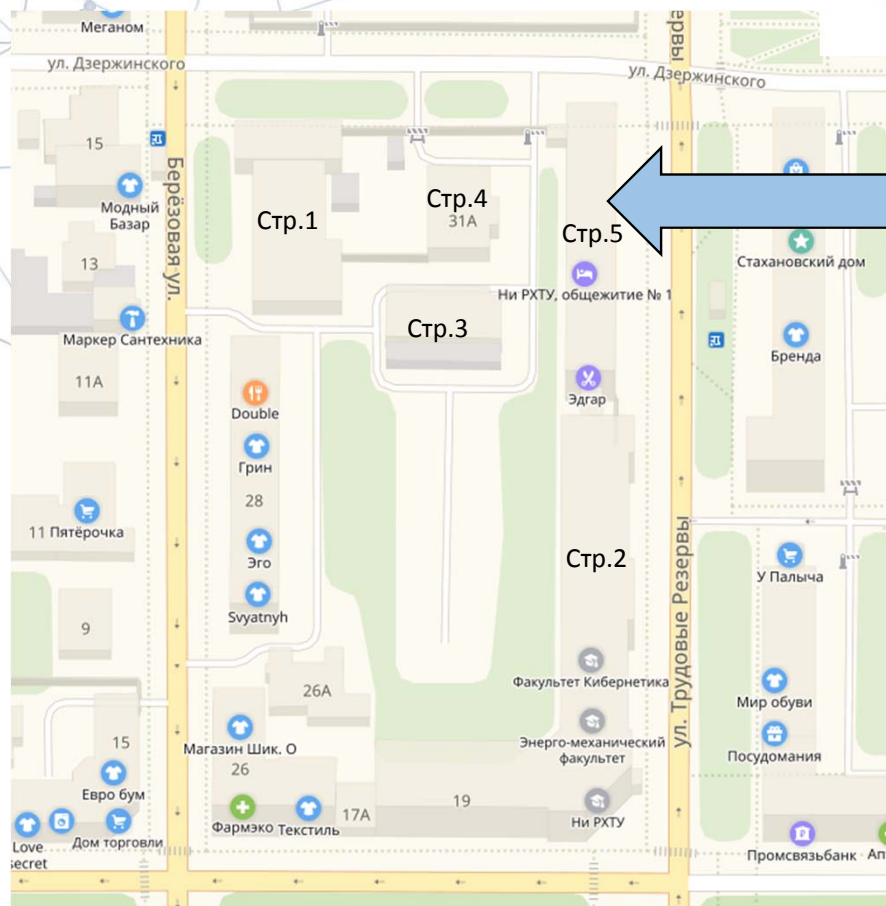 Меганом
ервы
ул. Дзержинского
ул. Дзержинского
15
Берёзовая ул.
Модный
Базар
Стр.1
Стр.4
31А
Стр.5
Стахановский дом
13
Ни РХТУ, общежитие № 1
Маркер Сантехника
Стр.3
Бренда
11А
Эдгар
Double
Грин
28
11 Пятёрочка
Эго
Стр.2
У Палыча
Svyatnyh
9
ул. Трудовые Резервы
Факультет Кибернетика
26А
Мир обуви
Магазин Шик. О
Энерго-механический
факультет
15
26
Посудомания
Евро бум
17А
19
Фармэко
Текстиль
Ни РХТУ
Love
secret
Дом торговли
Промсвязьбанк
Ап